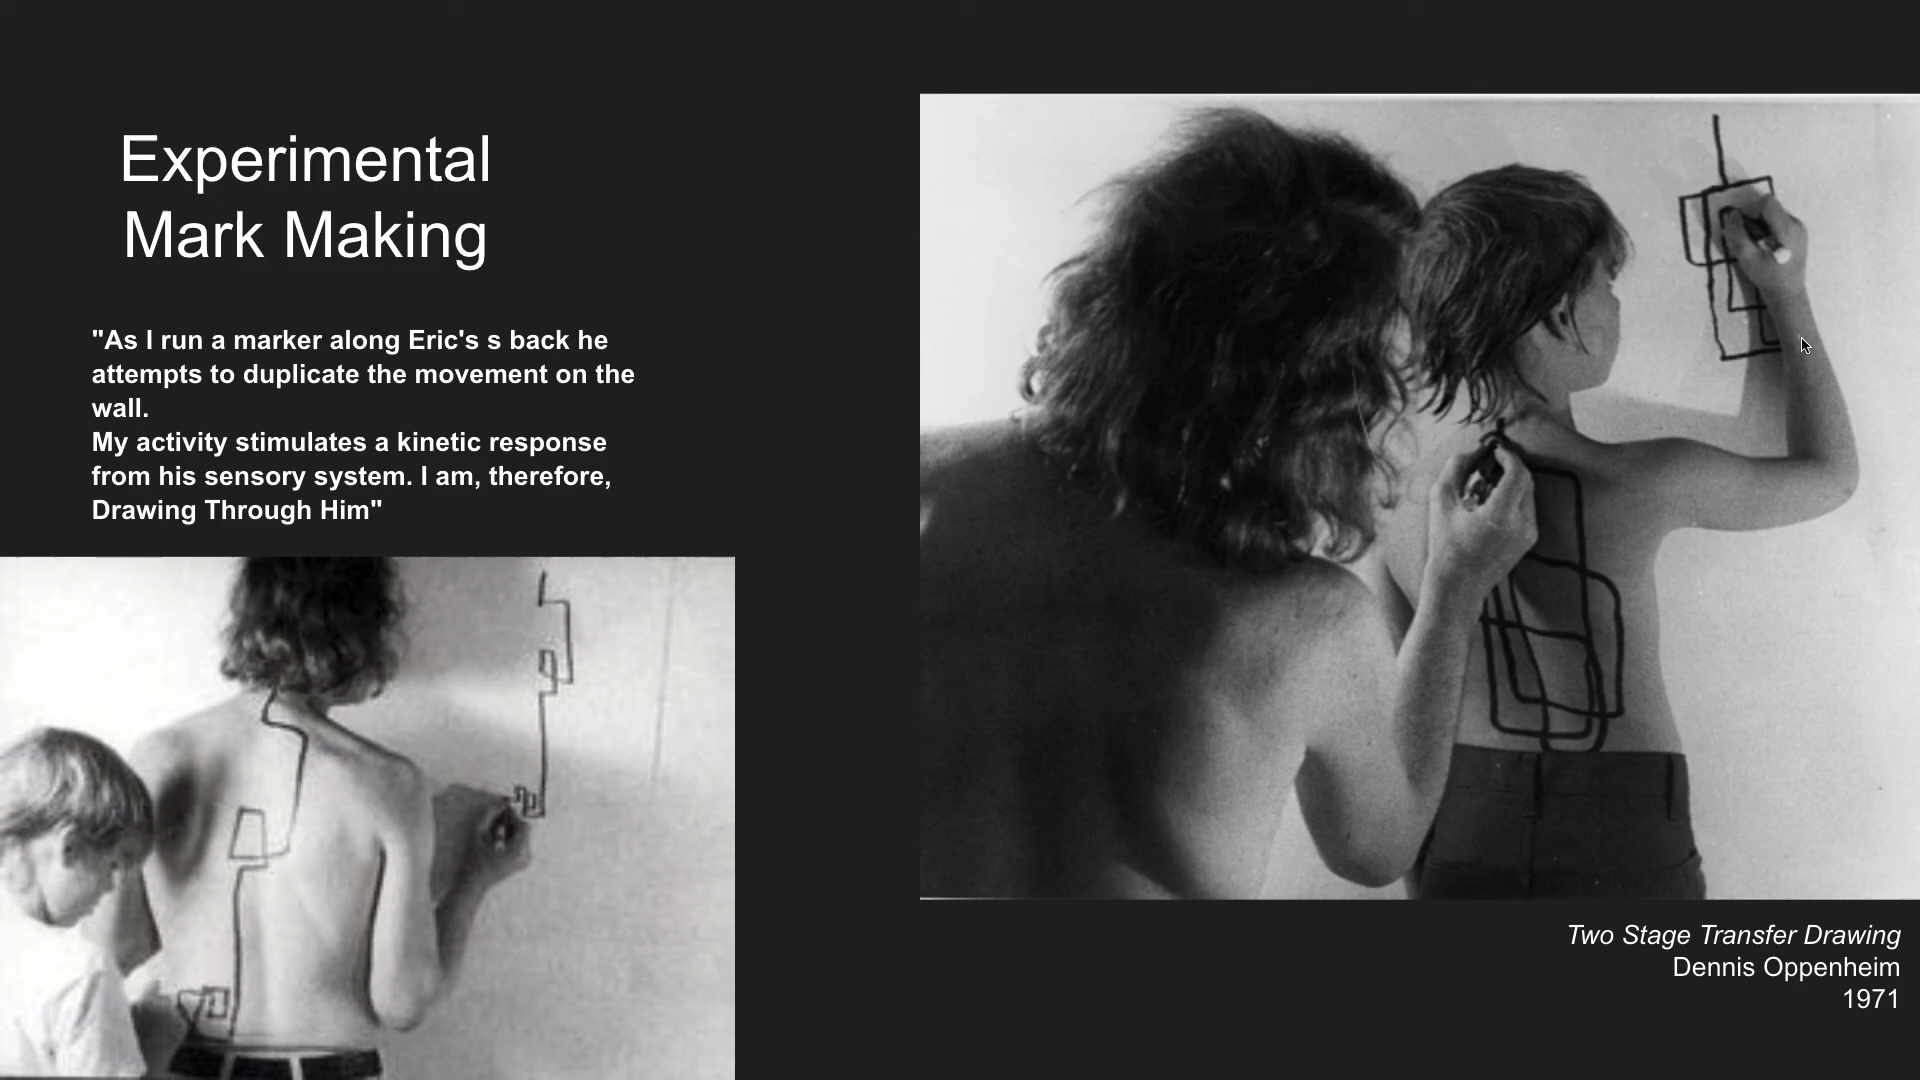 Experimental
Mark Making
"As I run a marker along Eric's s back he
attempts to duplicate the movement on the
wall.
My activity stimulates a kinetic response
from his sensory system. I am, therefore,
Drawing Through Him"
Two Stage Transfer Drawing
Dennis Oppenheim
1971